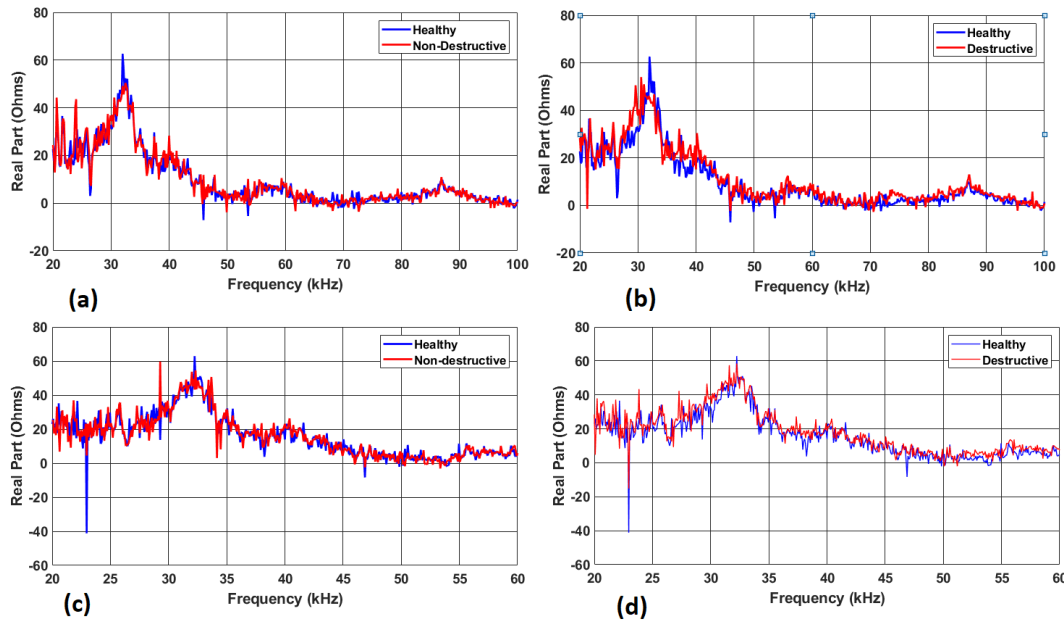 80
60
40
20
0
-20
Real Part (Ohms)
Healthy
Non-Destructive
20 30 40 50 60 70 80 90 100
Frequency (kHz)
(a)
80
60
40
20
0
-20
Real Part (Ohms)
Healthy
Destructive
20 30 40 50 60 70 80 90 100
Frequency (kHz)
(b)
80
60
40
20
0
-20
-40
-60
Real Part (Ohms)
Healthy
Non-destructive
20 25 30 35 40 45 50 55 60
Frequency (kHz)
(c)
80
60
40
20
0
-20
-40
-60
Real Part (Ohms)
Healthy
Destructive
20 25 30 35 40 45 50 55 60
Frequency (kHz)
(d)